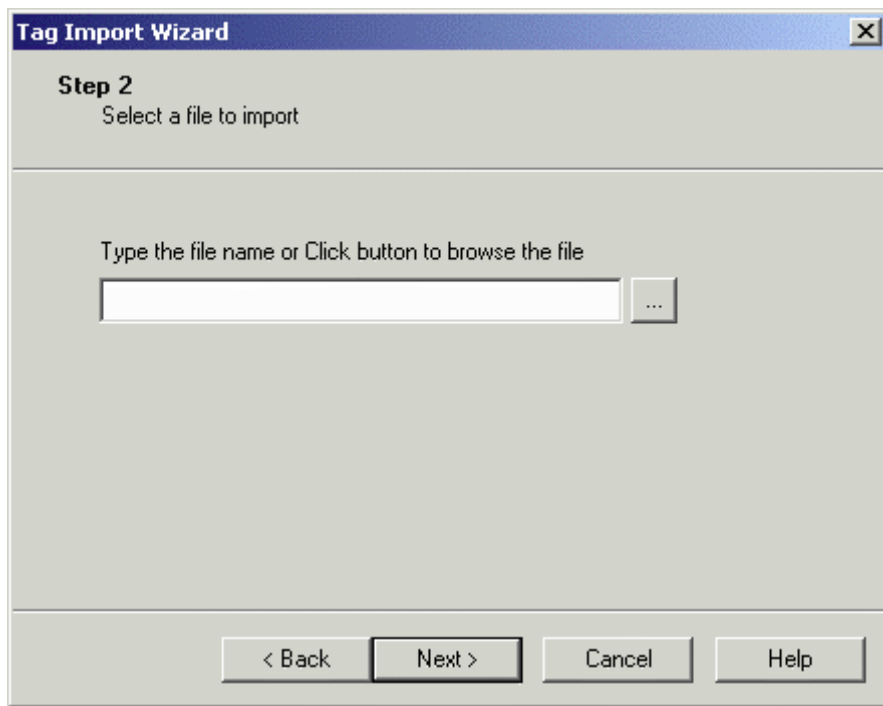 Tag Import Wizard
Step 2
Select a file to import
Type the file name or Click button to browse the file
...
< Back Next > Cancel Help